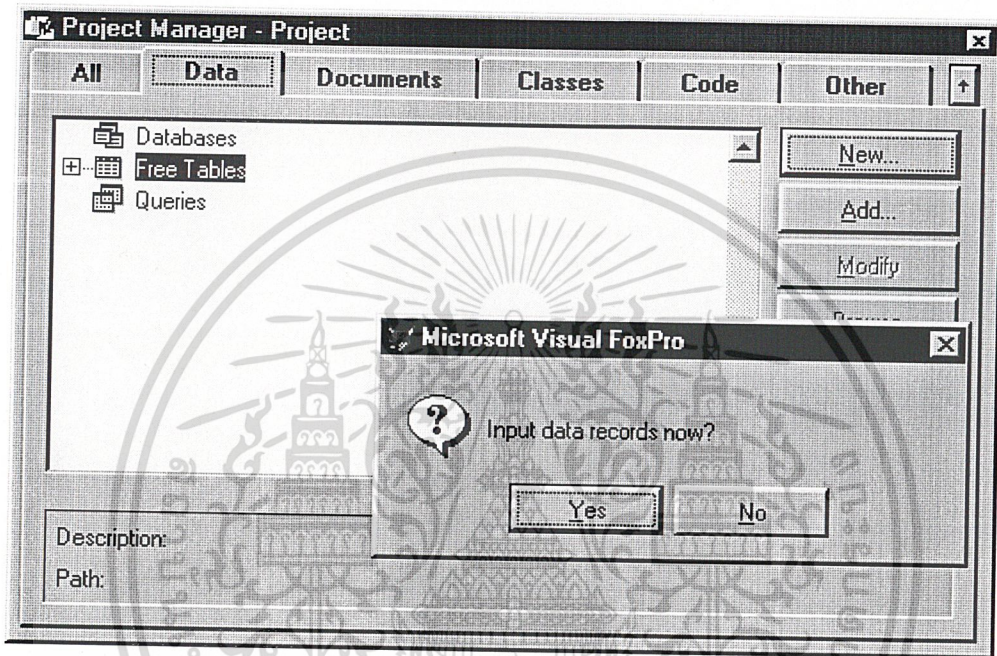 Project Manager - Project
All Data Documents Classes Code Other
Databases
Free Tables
Queries
New...
Add...
Modify
Microsoft Visual FoxPro
Input data records now?
Yes No
Description:
Path: